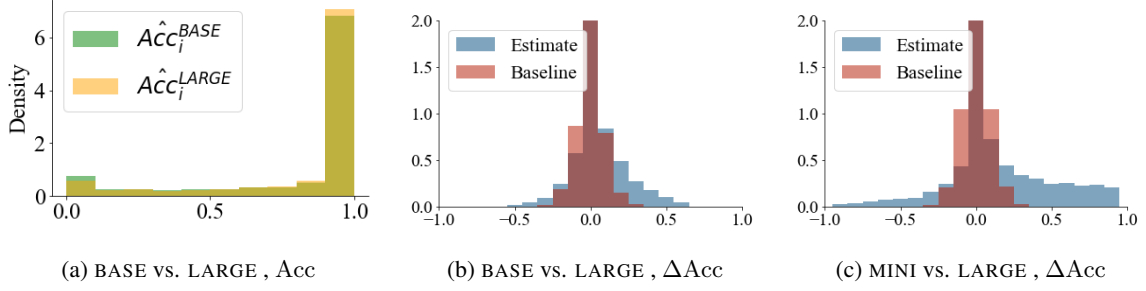 Density
6
4
2
0
0.0
0.5
1.0
$\hat{Acc}_i^{BASE}$
$\hat{Acc}_i^{LARGE}$
(a) BASE vs. LARGE , Acc
2.0
1.5
1.0
0.5
0.0
−1.0
−0.5
0.0
0.5
1.0
Estimate
Baseline
(b) BASE vs. LARGE , ΔAcc
2.0
1.5
1.0
0.5
0.0
−1.0
−0.5
0.0
0.5
1.0
Estimate
Baseline
(c) MINI vs. LARGE , ΔAcc